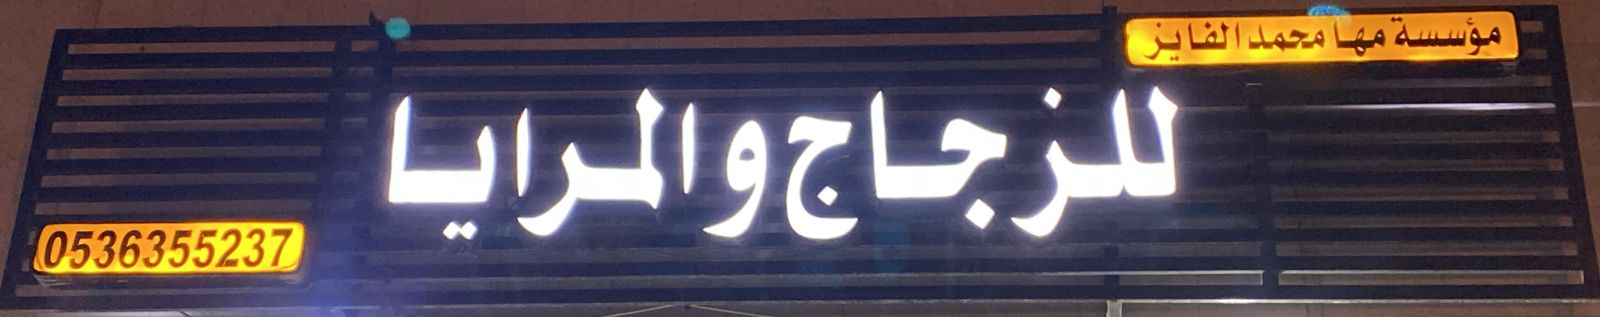 مؤسسة مها محمد الفايز
للزجاج والمرايا
0536355237